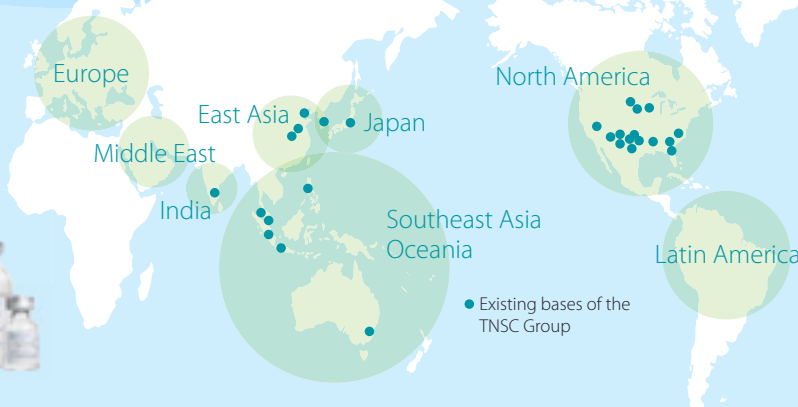 Europe
North America
East Asia
Japan
Middle East
India
Southeast Asia
Oceania
Latin America
Existing bases of the
TNSC Group